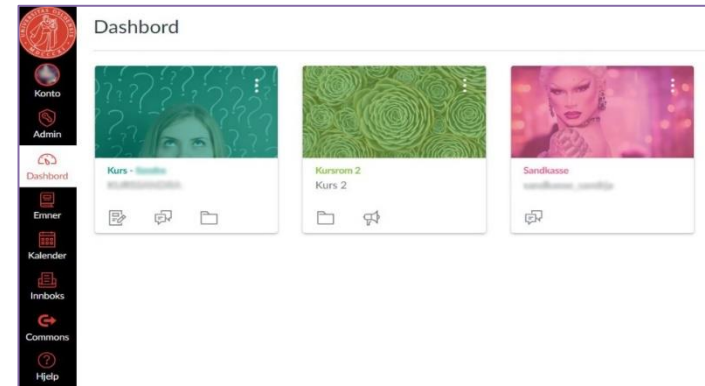 Konto
Admin
Dashbord
Emner
Kalender
Innboks
Commons
Hjelp
Dashbord
Kurs -
Kursrom 2
Kurs 2
Sandkasse